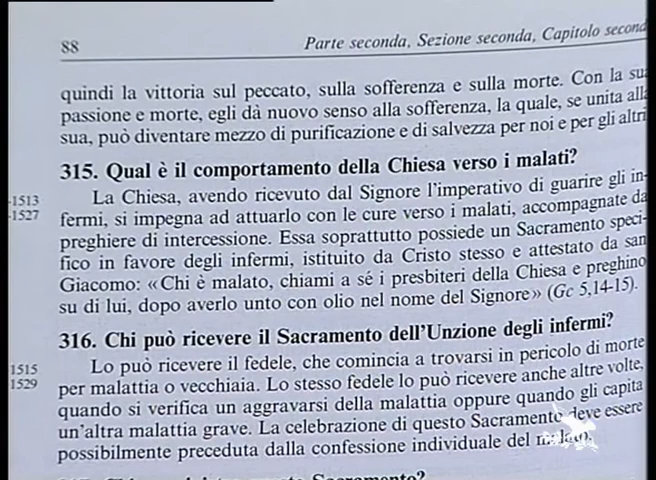 88
Parte seconda, Sezione seconda, Capitolo second
quindi la vittoria sul peccato, sulla sofferenza e sulla morte. Con la sua
passione e morte, egli dà nuovo senso alla sofferenza, la quale, se unita alla
sua, può diventare mezzo di purificazione e di salvezza per noi e per gli altri
315. Qual è il comportamento della Chiesa verso i malati?
-1513
-1527
La Chiesa, avendo ricevuto dal Signore l'imperativo di guarire gli in-
fermi, si impegna ad attuarlo con le cure verso i malati, accompagnate da
preghiere di intercessione. Essa soprattutto possiede un Sacramento speci-
fico in favore degli infermi, istituito da Cristo stesso e attestato da san
Giacomo: «Chi è malato, chiami a sé i presbiteri della Chiesa e preghino
su di lui, dopo averlo unto con olio nel nome del Signore» (Gc 5,14-15).
316. Chi può ricevere il Sacramento dell'Unzione degli infermi?
1515
1529
Lo può ricevere il fedele, che comincia a trovarsi in pericolo di morte
per malattia o vecchiaia. Lo stesso fedele lo può ricevere anche altre volte,
quando si verifica un aggravarsi della malattia oppure quando gli capita
un'altra malattia grave. La celebrazione di questo Sacramento deve essere
possibilmente preceduta dalla confessione individuale del malato.
Sacramento?